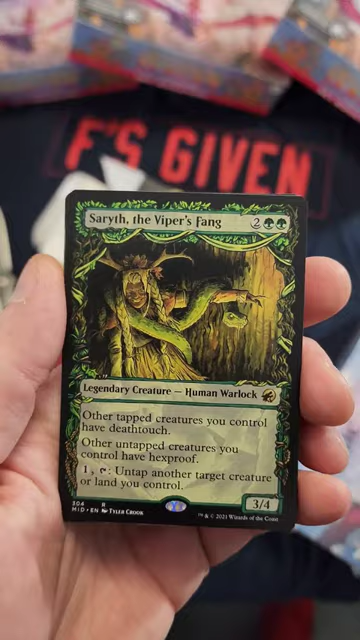 F'S GIVEN
Saryth, the Viper's Fang 2
Legendary Creature — Human Warlock
Other tapped creatures you control
have deathtouch.
Other untapped creatures you
control have hexproof.
1, : Untap another target creature
or land you control.
3/4
304 R
MID • EN Tyler Crook
™ & © 2021 Wizards of the Coast